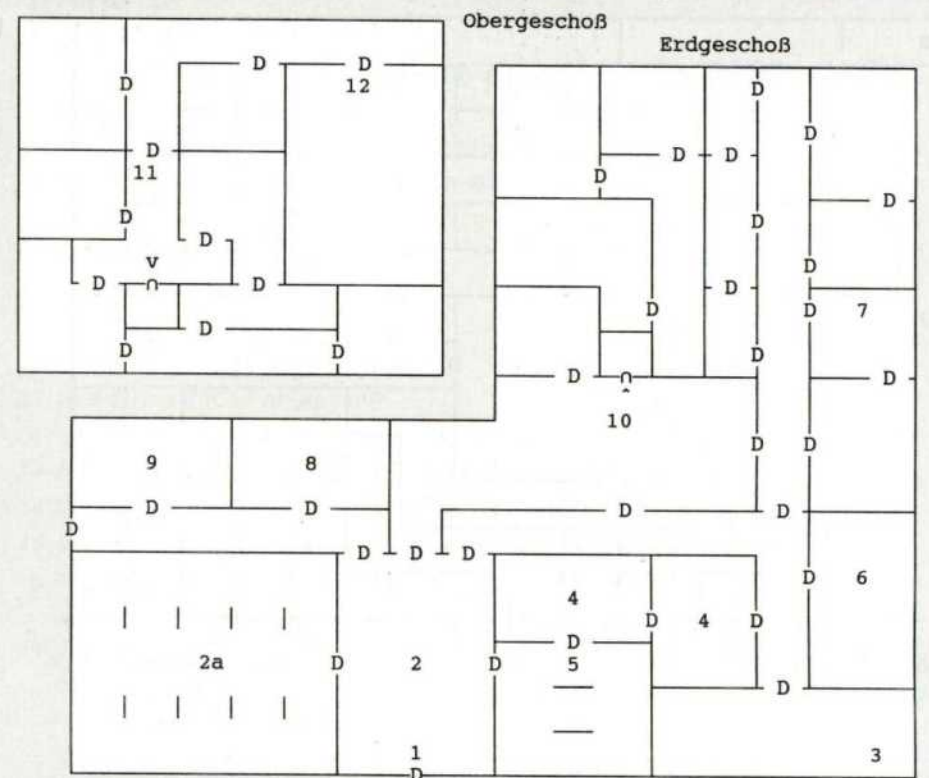 Obergeschoß
Erdgeschoß
D D
D 12 D
D
D D D
11 D
D
D D
D
v D
D ∩ D D
D D 7
D
D D D
D ∩ D
^
10
D D
9 8
D D D D
D
D D D
D 6
4
D 4 D
D
2a D 2 D 5
D
1 3
D